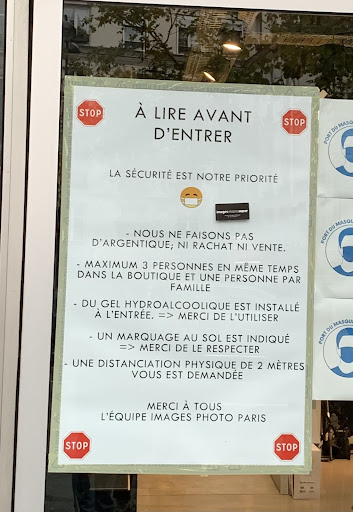 STOP
STOP
À LIRE AVANT
D'ENTRER
LA SÉCURITÉ EST NOTRE PRIORITÉ
- NOUS NE FAISONS PAS
D'ARGENTIQUE; NI RACHAT NI VENTE.
- MAXIMUM 3 PERSONNES EN MÊME TEMPS
DANS LA BOUTIQUE ET UNE PERSONNE PAR
FAMILLE
- DU GEL HYDROALCOOLIQUE EST INSTALLÉ
À L'ENTRÉE. => MERCI DE L'UTILISER
- UN MARQUAGE AU SOL EST INDIQUÉ
=> MERCI DE LE RESPECTER
- UNE DISTANCIATION PHYSIQUE DE 2 MÈTRES
VOUS EST DEMANDÉE
MERCI À TOUS
L'ÉQUIPE IMAGES PHOTO PARIS
STOP
STOP
PORT DU MASQU
PORT DU MASQU
PORT DU MASQU